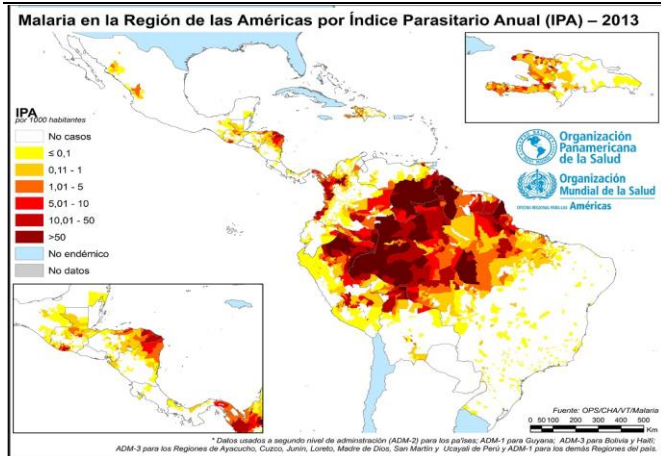 Malaria en la Región de las Américas por Índice Parasitario Anual (IPA) – 2013
IPA
por 1000 habitantes
No casos
≤ 0,1
0,11 - 1
1,01 - 5
5,01 - 10
10,01 - 50
>50
No endémico
No datos
Organización
Panamericana
de la Salud
Organización
Mundial de la Salud
OFICINA REGIONAL PARA LAS Américas
Fuente: OPS/CHA/VT/Malaria
0 50 100 200 300 400 500
Km
* Datos usados a segundo nivel de adminstración (ADM-2) para los países; ADM-1 para Guyana; ADM-3 para Bolivia y Haití;
ADM-3 para los Regiones de Ayacucho, Cuzco, Junín, Loreto, Madre de Dios, San Martín y Ucayali de Perú y ADM-1 para los demás Regiones del país.